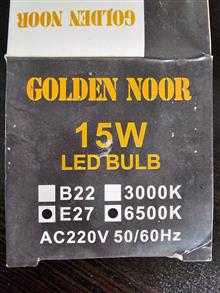 GOLDEN NOOR
GOLDEN NOOR
15W
LED BULB
B22 3000K
E27 6500K
AC220V 50/60Hz